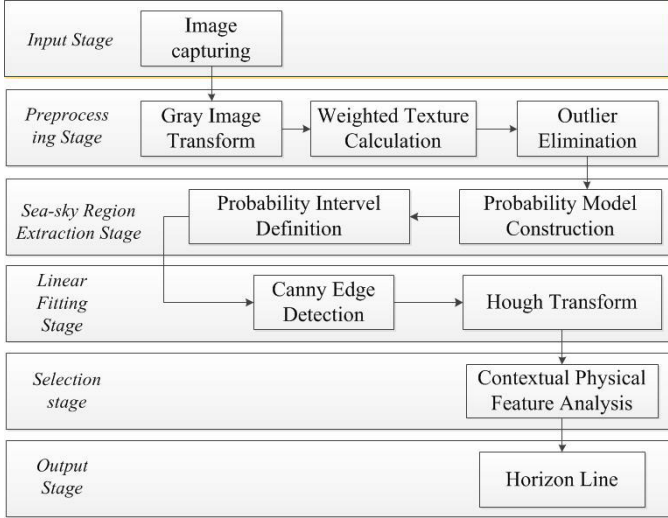 Input Stage
Image
capturing
Preprocess
ing Stage
Gray Image
Transform
Weighted Texture
Calculation
Outlier
Elimination
Sea-sky Region
Extraction Stage
Probability Intervel
Definition
Probability Model
Construction
Linear
Fitting
Stage
Canny Edge
Detection
Hough Transform
Selection
stage
Contextual Physical
Feature Analysis
Output
Stage
Horizon Line